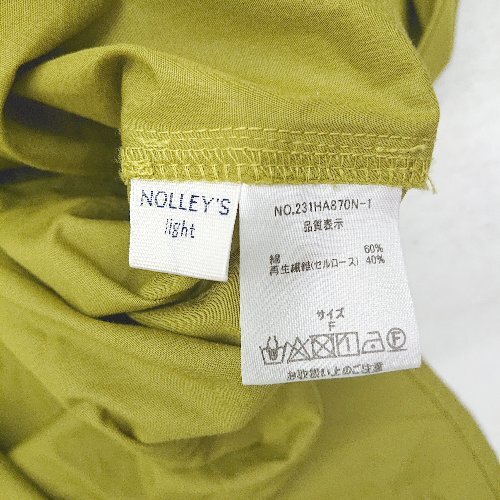 NOLLEY'S
light
NO.231HA870N-1
品質表示
綿 60%
再生繊維(セルロース) 40%
サイズ
F
お取扱い上のご注意